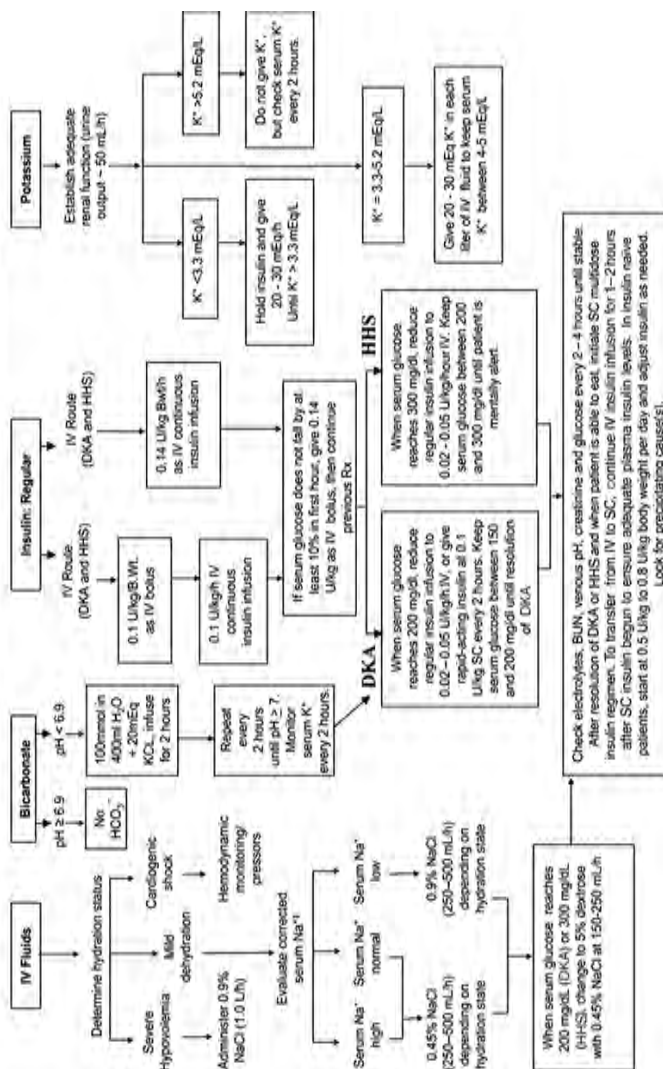 IV Fluids
Determine hydration status
Severe
Hypovolemia
Mild
dehydration
Cardiogenic
shock
Administer 0.9%
NaCl (1.0 L/h)
Hemodynamic
monitoring/
pressors
Evaluate corrected
serum Na⁺
Serum Na⁺
high
Serum Na⁺
normal
Serum Na⁺
low
0.45% NaCl
(250–500 mL/h)
depending on
hydration state
0.9% NaCl
(250–500 mL/h)
depending on
hydration state
When serum glucose reaches
200 mg/dL (DKA) or 300 mg/dL
(HHS), change to 5% dextrose
with 0.45% NaCl at 150-250 mL/h
Bicarbonate
pH ≥ 6.9
pH < 6.9
No
HCO₃⁻
100mmol in
400ml H₂O
+ 20mEq
KCL infuse
for 2 hours
Repeat
every
2 hours
until pH ≥ 7.
Monitor
serum K⁺
every 2 hours.
Insulin: Regular
IV Route
(DKA and HHS)
IV Route
(DKA and HHS)
0.1 U/kg/B.Wt.
as IV bolus
0.14 U/kg Bwt/h
as IV continuous
insulin infusion
0.1 U/kg/h IV
continuous
insulin infusion
If serum glucose does not fall by at
least 10% in first hour, give 0.14
U/kg as IV bolus, then continue
previous Rx
DKA
HHS
When serum glucose
reaches 200 mg/dl, reduce
regular insulin infusion to
0.02 - 0.05 U/kg/h IV, or give
rapid-acting insulin at 0.1
U/kg SC every 2 hours. Keep
serum glucose between 150
and 200 mg/dl until resolution
of DKA
When serum glucose
reaches 300 mg/dl, reduce
regular insulin infusion to
0.02 - 0.05 U/kg/hour IV. Keep
serum glucose between 200
and 300 mg/dl until patient is
mentally alert.
Potassium
Establish adequate
renal function (urine
output ~ 50 mL/h)
K⁺ <3.3 mEq/L
K⁺ >5.2 mEq/L
Hold insulin and give
20 - 30 mEq/h
Until K⁺ > 3.3 mEq/L
Do not give K⁺,
but check serum K⁺
every 2 hours.
K⁺ = 3.3-5.2 mEq/L
Give 20 - 30 mEq K⁺ in each
liter of IV fluid to keep serum
K⁺ between 4-5 mEq/L
Check electrolytes, BUN, venous pH, creatinine and glucose every 2 – 4 hours until stable.
After resolution of DKA or HHS and when patient is able to eat, initiate SC multidose
insulin regimen. To transfer from IV to SC, continue IV insulin infusion for 1 – 2 hours
after SC insulin begun to ensure adequate plasma insulin levels. In insulin naive
patients, start at 0.5 U/kg to 0.8 U/kg body weight per day and adjust insulin as needed.
Look for precipitating cause(s).